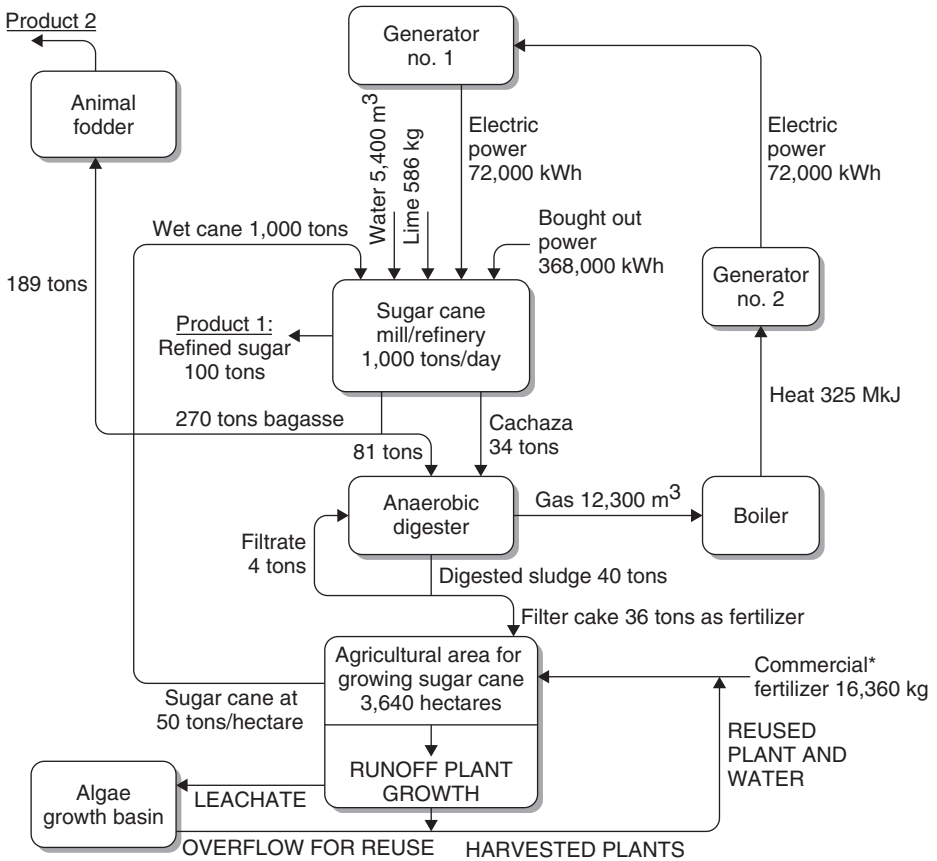 Product 2
Generator
no. 1
Animal
fodder
Water 5,400 m³
Lime 586 kg
Electric
power
72,000 kWh
Electric
power
72,000 kWh
Wet cane 1,000 tons
Bought out
power
368,000 kWh
189 tons
Generator
no. 2
Product 1:
Refined sugar
100 tons
Sugar cane
mill/refinery
1,000 tons/day
Heat 325 MkJ
270 tons bagasse
81 tons
Cachaza
34 tons
Anaerobic
digester
Gas 12,300 m³
Boiler
Filtrate
4 tons
Digested sludge 40 tons
Filter cake 36 tons as fertilizer
Agricultural area for
growing sugar cane
3,640 hectares
Commercial*
fertilizer 16,360 kg
Sugar cane at
50 tons/hectare
REUSED
PLANT AND
WATER
RUNOFF PLANT
GROWTH
Algae
growth basin
LEACHATE
OVERFLOW FOR REUSE
HARVESTED PLANTS